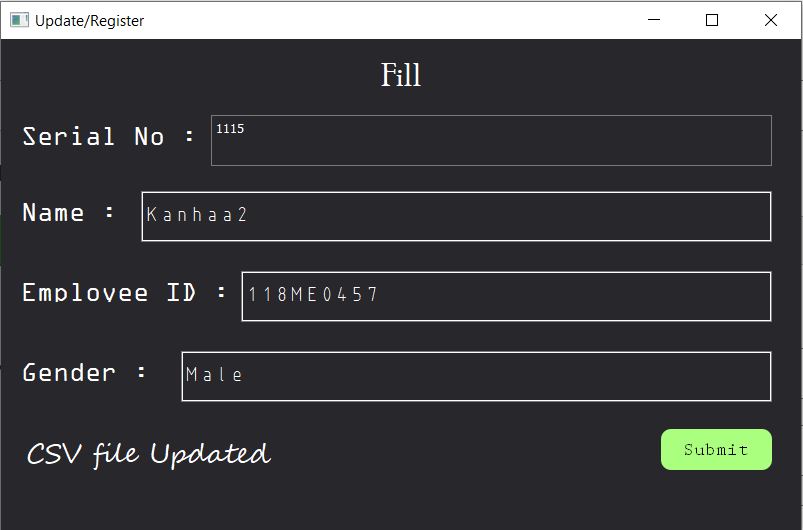 Update/Register
Fill
Serial No : 1115
Name : Kanhaa2
Employee ID : 118ME0457
Gender : Male
CSV file Updated
Submit